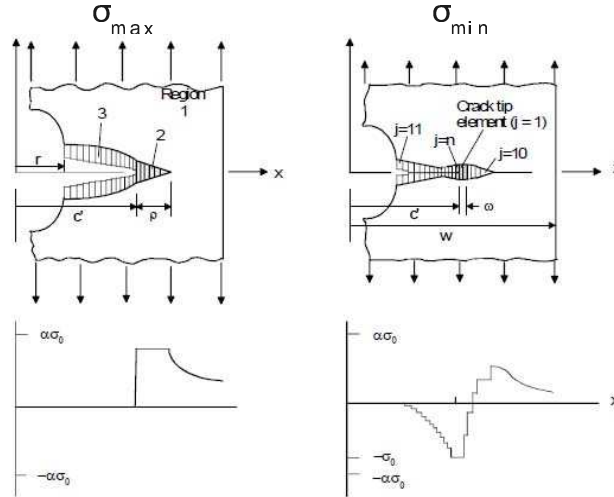 σmax
Region
1
3
2
r
x
c'
ρ
ασ₀
−ασ₀
σmin
Crack tip
element (j = 1)
j=11
j=n
j=10
c'
ω
w
ασ₀
x
−σ₀
−ασ₀